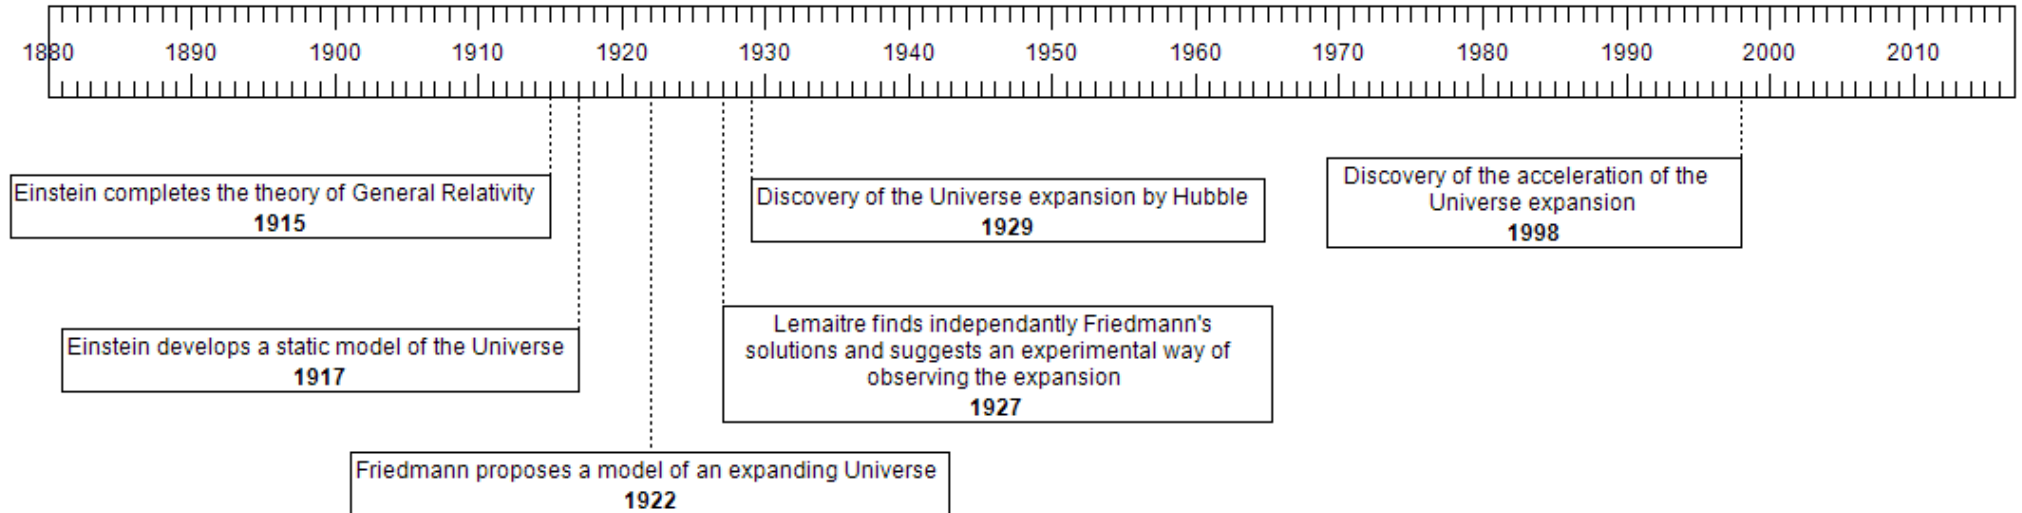 1880 1890 1900 1910 1920 1930 1940 1950 1960 1970 1980 1990 2000 2010
Einstein completes the theory of General Relativity
1915
Discovery of the Universe expansion by Hubble
1929
Discovery of the acceleration of the
Universe expansion
1998
Einstein develops a static model of the Universe
1917
Lemaitre finds independantly Friedmann's
solutions and suggests an experimental way of
observing the expansion
1927
Friedmann proposes a model of an expanding Universe
1922